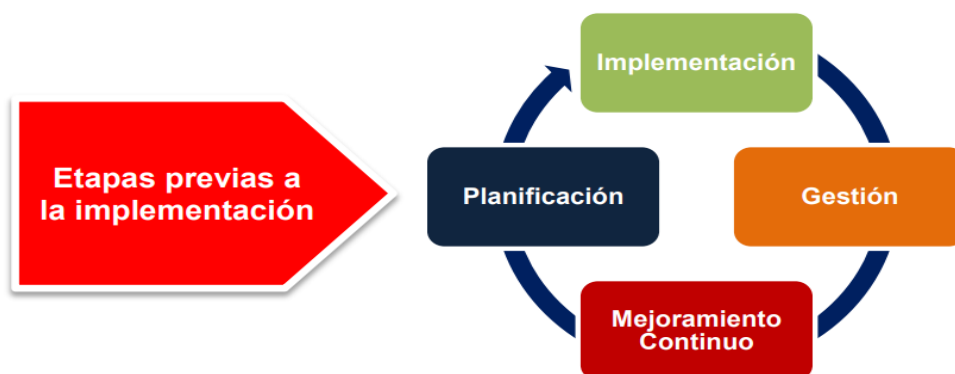 Etapas previas a
la implementación
Implementación
Planificación
Gestión
Mejoramiento
Continuo